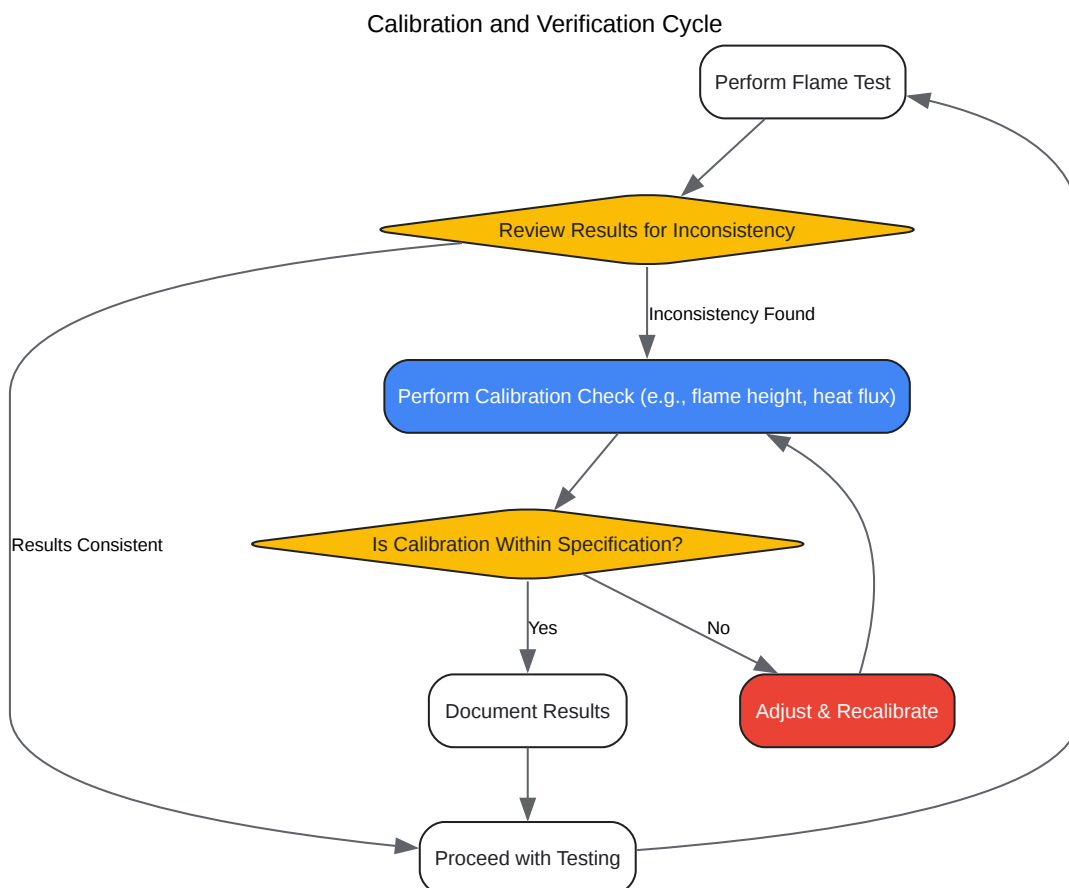 Calibration and Verification Cycle
Perform Flame Test
Review Results for Inconsistency
Inconsistency Found
Perform Calibration Check (e.g., flame height, heat flux)
Results Consistent
Is Calibration Within Specification?
Yes
No
Document Results
Adjust & Recalibrate
Proceed with Testing